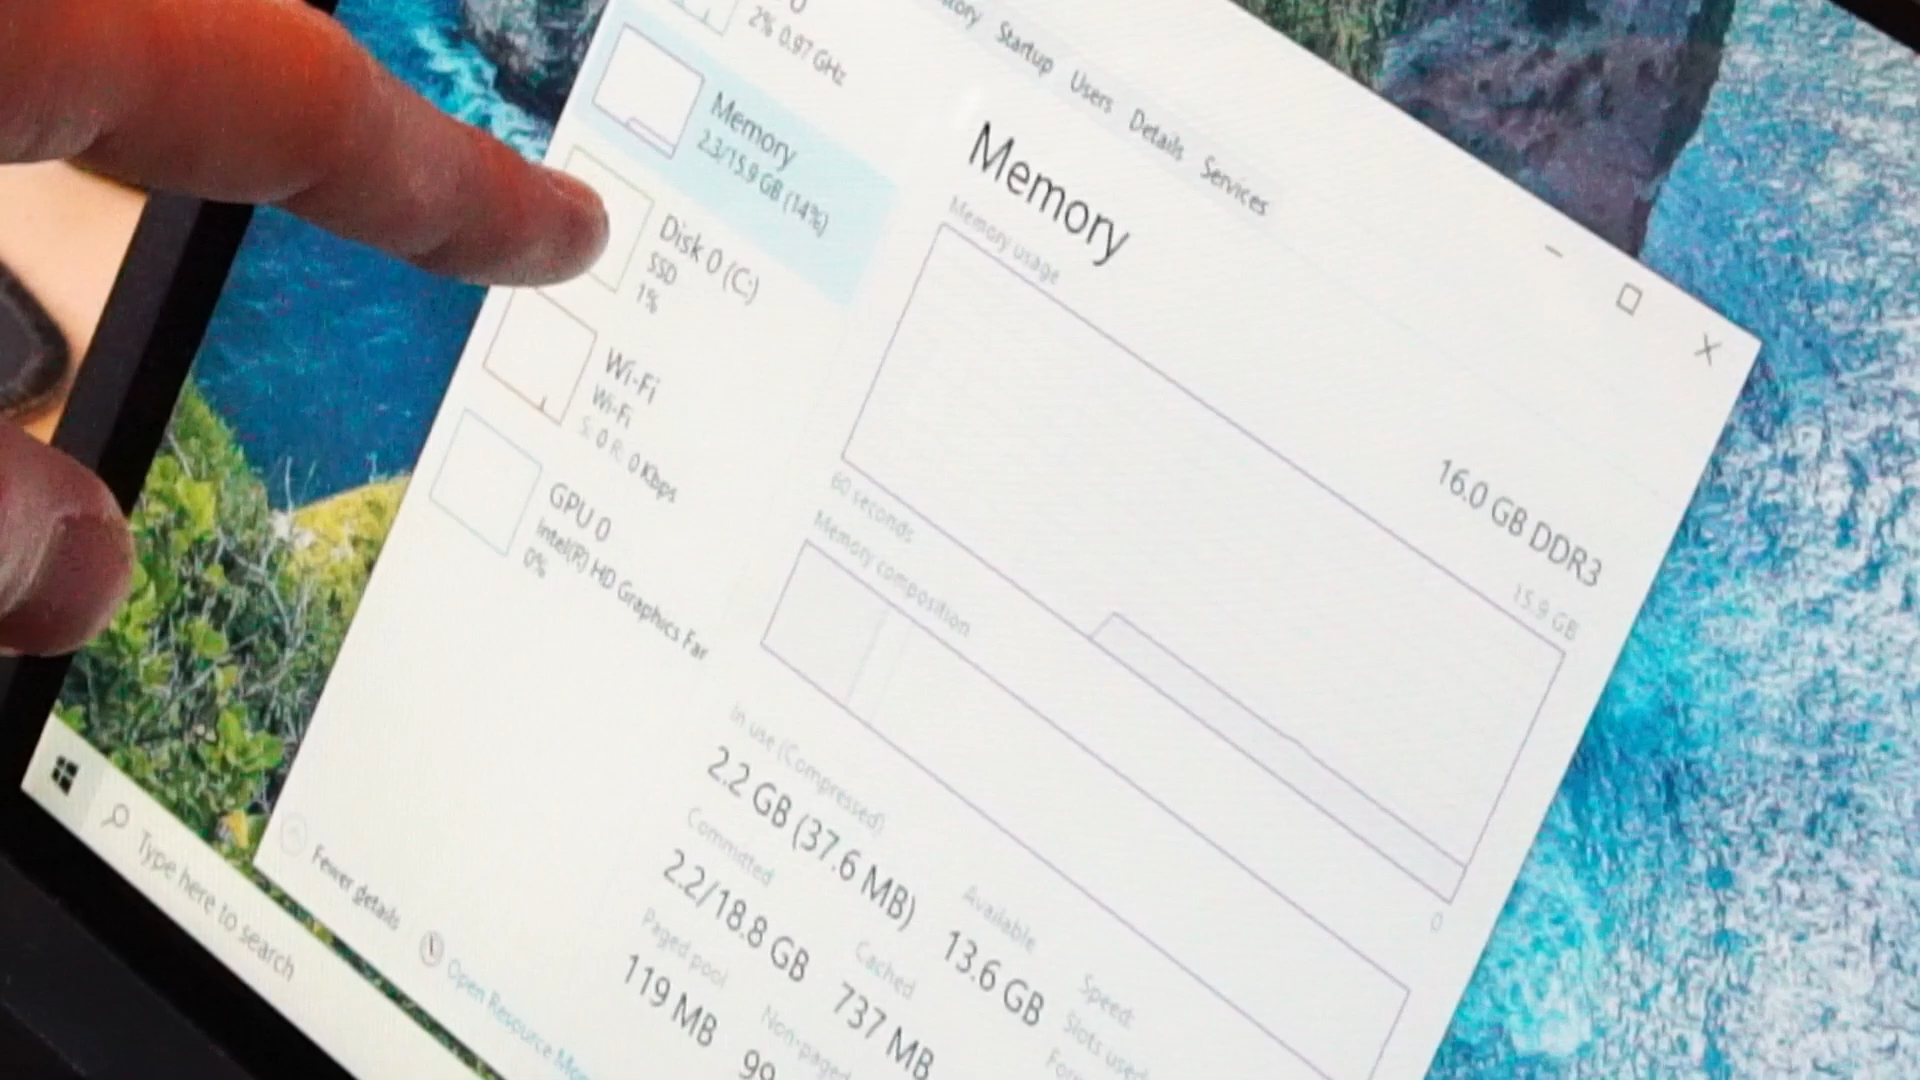 2% 0.97 GHz
Memory
2.3/15.9 GB (14%)
Disk 0 (C:)
SSD
1%
Wi-Fi
Wi-Fi
S: 0 R: 0 Kbps
GPU 0
Intel(R) HD Graphics Fam
0%
Fewer details
Open Resource Mon
Startup Users Details Services
Memory
16.0 GB DDR3
Memory usage
15.9 GB
60 seconds
0
Memory composition
In use (Compressed)
Available
Speed:
2.2 GB (37.6 MB)
13.6 GB
Slots used
Committed
Cached
2.2/18.8 GB
737 MB
Paged pool
Non-paged
119 MB
99
Type here to search